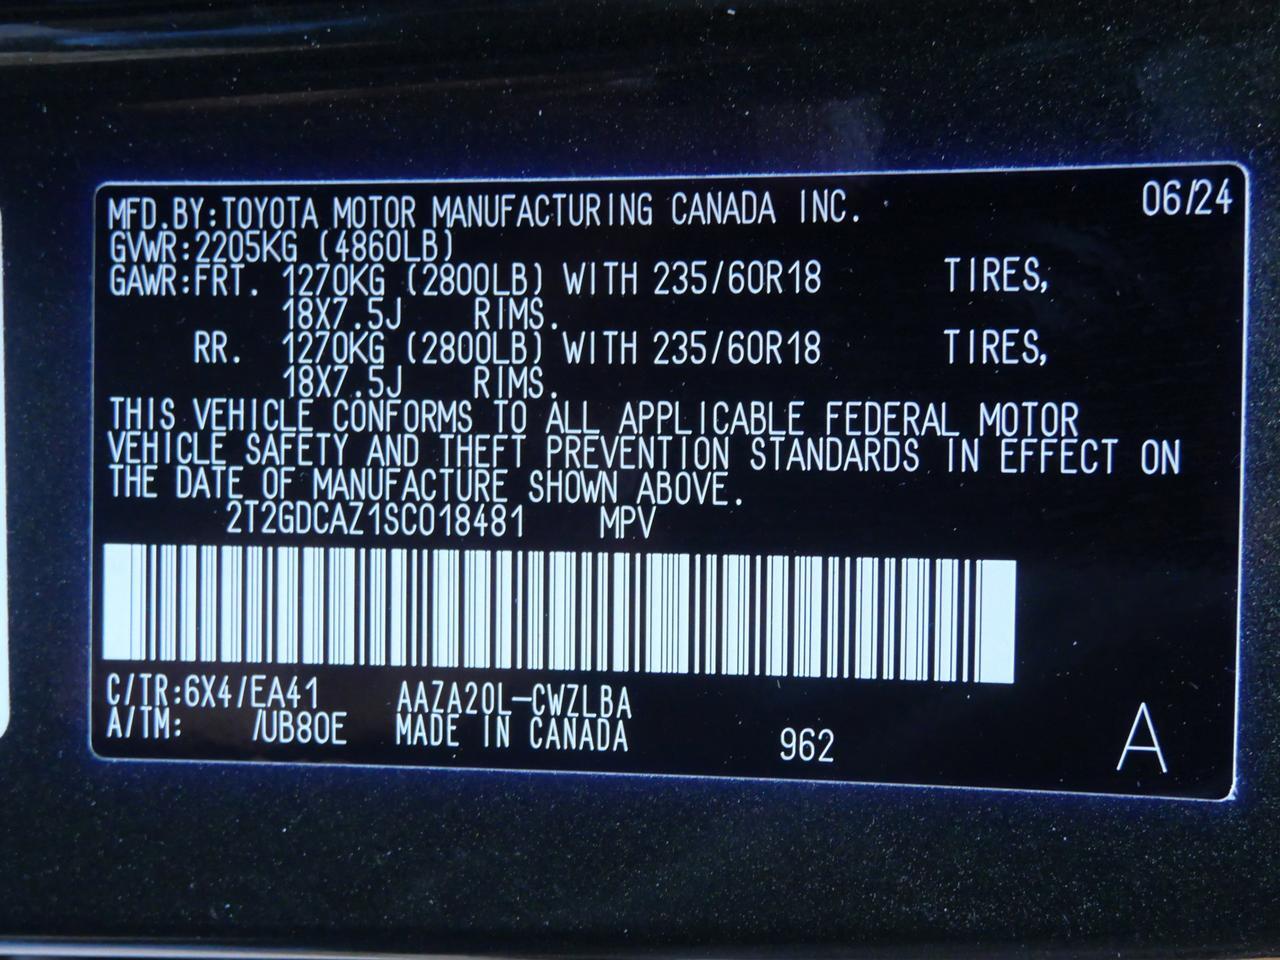 MFD.BY:TOYOTA MOTOR MANUFACTURING CANADA INC. 06/24
GVWR:2205KG (4860LB)
GAWR:FRT. 1270KG (2800LB) WITH 235/60R18 TIRES,
18X7.5J RIMS.
RR. 1270KG (2800LB) WITH 235/60R18 TIRES,
18X7.5J RIMS.
THIS VEHICLE CONFORMS TO ALL APPLICABLE FEDERAL MOTOR
VEHICLE SAFETY AND THEFT PREVENTION STANDARDS IN EFFECT ON
THE DATE OF MANUFACTURE SHOWN ABOVE.
2T2GDCAZ1SC018481 MPV
C/TR:6X4/EA41 AAZA20L-CWZLBA
A/TM: /UB80E MADE IN CANADA 962 A